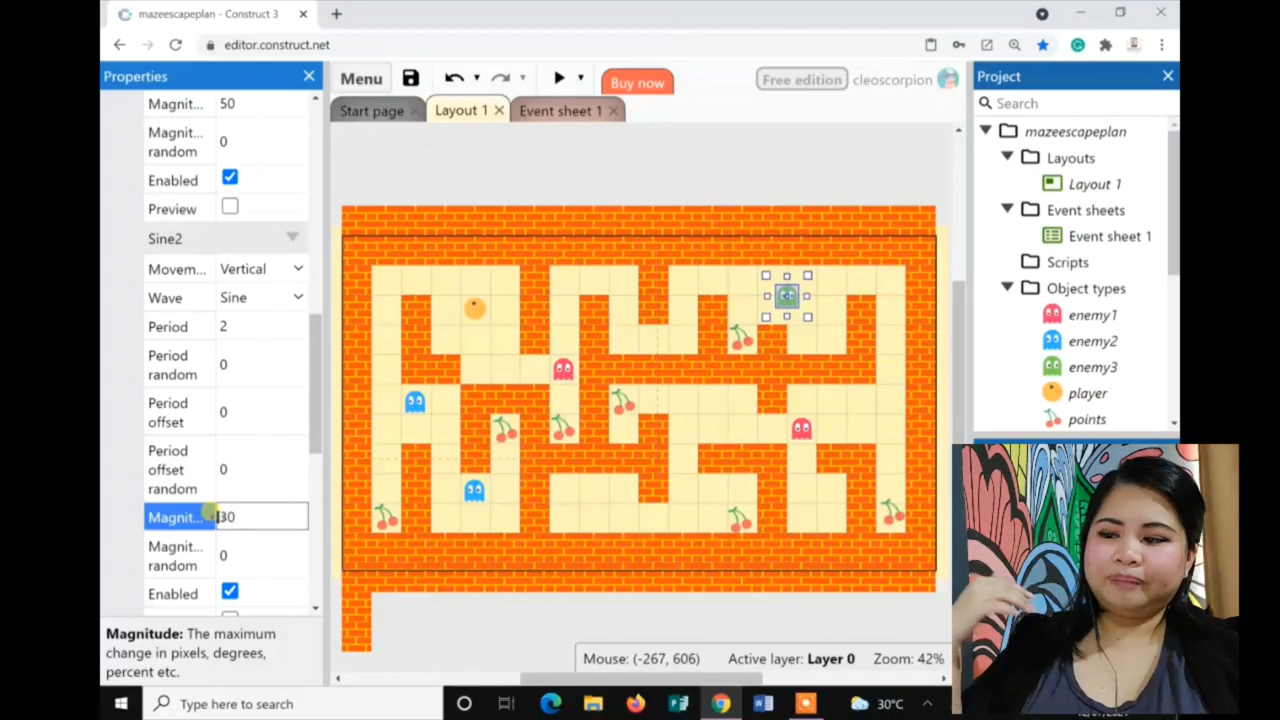 mazeescapeplan - Construct 3
editor.construct.net
Properties
Magnit... 50
Magnit... random 0
Enabled
Preview
Sine2
Movem... Vertical
Wave Sine
Period 2
Period random 0
Period offset 0
Period offset random 0
Magnit... 30
Magnit... random 0
Enabled
Magnitude: The maximum
change in pixels, degrees,
percent etc.
Menu
Buy now
Free edition cleoscorpion
Start page Layout 1 Event sheet 1
Mouse: (-267, 606) Active layer: Layer 0 Zoom: 42%
Project
Search
mazeescapeplan
Layouts
Layout 1
Event sheets
Event sheet 1
Scripts
Object types
enemy1
enemy2
enemy3
player
points
Type here to search
30°C